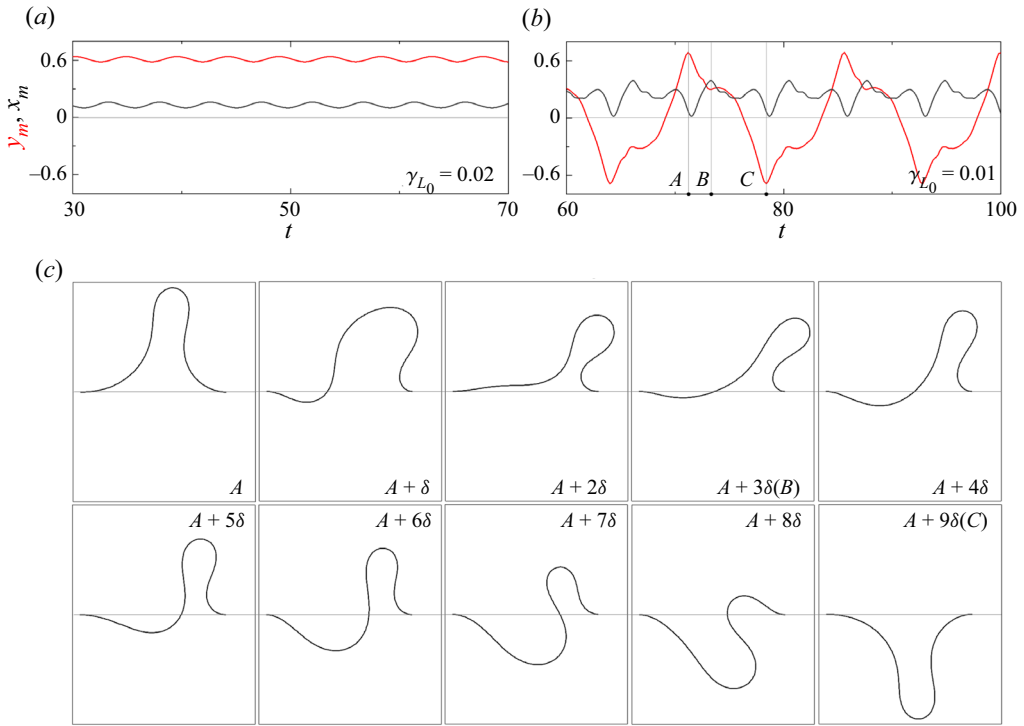 (a)
(b)
0.6
0
−0.6
y_m, x_m
γ_{L_0} = 0.02
30
50
70
t
0.6
0
−0.6
A
B
C
γ_{L_0} = 0.01
60
80
100
t
(c)
A
A + δ
A + 2δ
A + 3δ(B)
A + 4δ
A + 5δ
A + 6δ
A + 7δ
A + 8δ
A + 9δ(C)